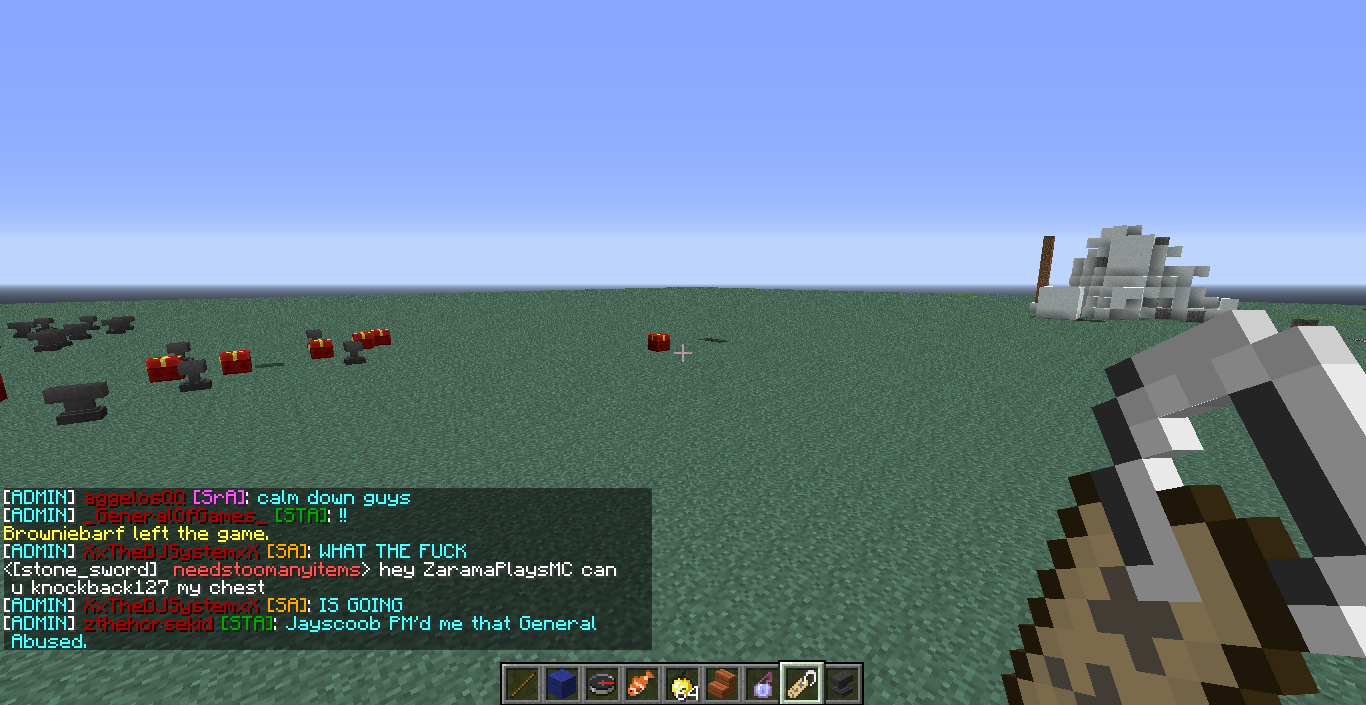 [ADMIN] aggelos00 [SrA]: calm down guys
[ADMIN] _GeneralOfGames_ [STA]: !!
Browniebarf left the game.
[ADMIN] XxTheDJSystemxX [SA]: WHAT THE FUCK
<[stone_sword] needstoomanyitems> hey ZaramaPlaysMC can
u knockback127 my chest
[ADMIN] XxTheDJSystemxX [SA]: IS GOING
[ADMIN] zthehorsekid [STA]: Jayscoob PM'd me that General
Abused.
64